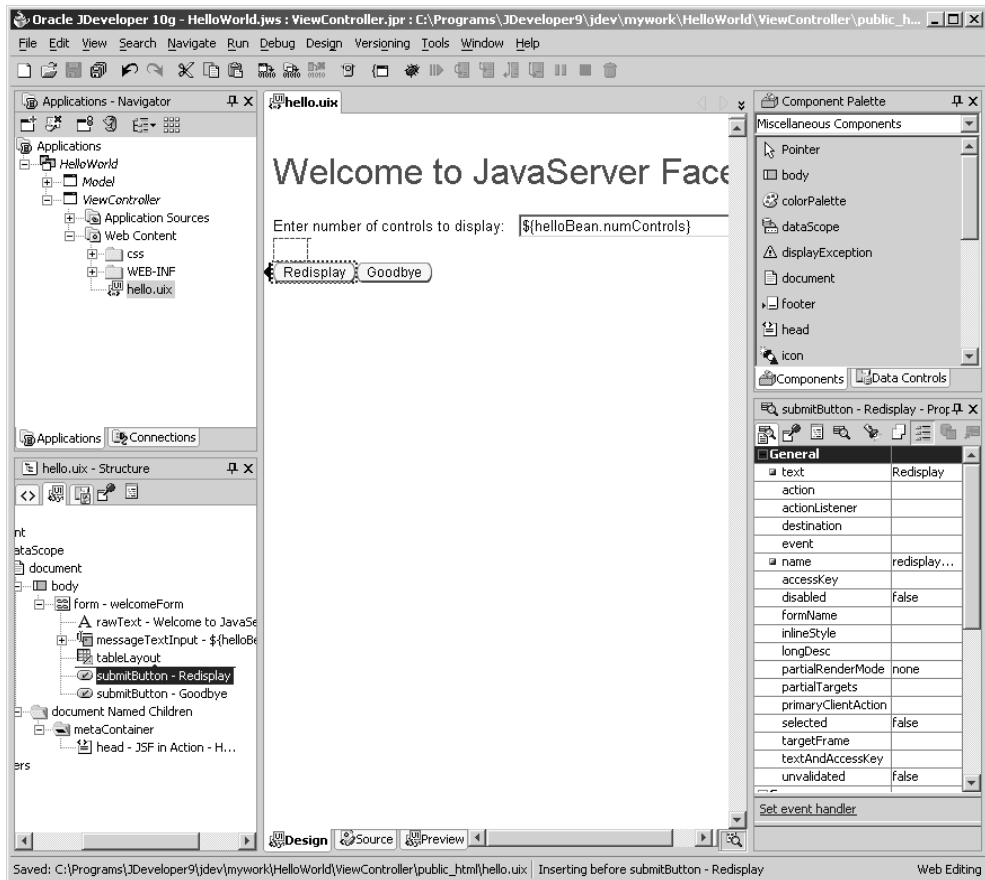 Oracle JDeveloper 10g - HelloWorld.jws : ViewController.jpr : C:\Programs\JDeveloper9\jdev\mywork\HelloWorld\ViewController\public_h...
File Edit View Search Navigate Run Debug Design Versioning Tools Window Help
Applications - Navigator
Applications
HelloWorld
Model
ViewController
Application Sources
Web Content
css
WEB-INF
hello.uix
Applications Connections
hello.uix - Structure
nt
ataScope
document
body
form - welcomeForm
rawText - Welcome to JavaSe
messageTextInput - ${helloBe
tableLayout
submitButton - Redisplay
submitButton - Goodbye
document Named Children
metaContainer
head - JSF in Action - H...
ers
hello.uix
Welcome to JavaServer Face
Enter number of controls to display: ${helloBean.numControls}
Redisplay Goodbye
Design Source Preview
Component Palette
Miscellaneous Components
Pointer
body
colorPalette
dataScope
displayException
document
footer
head
icon
Components Data Controls
submitButton - Redisplay - Prop
General
text Redisplay
action
actionListener
destination
event
name redisplay...
accessKey
disabled false
formName
inlineStyle
longDesc
partialRenderMode none
partialTargets
primaryClientAction
selected false
targetFrame
textAndAccessKey
unvalidated false
Set event handler
Saved: C:\Programs\JDeveloper9\jdev\mywork\HelloWorld\ViewController\public_html\hello.uix Inserting before submitButton - Redisplay Web Editing